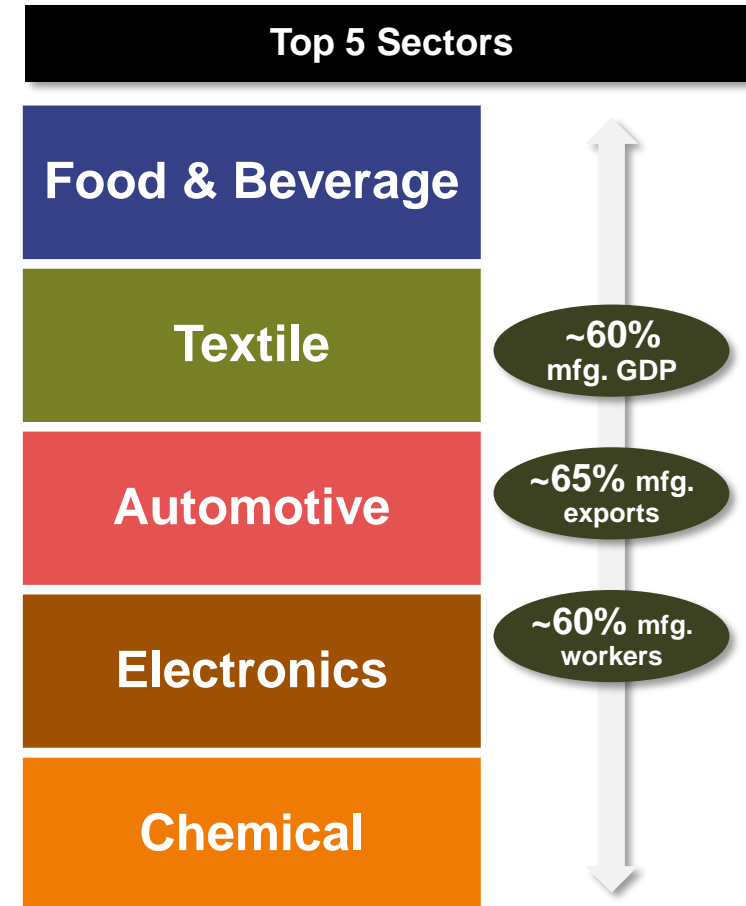 Top 5 Sectors
Food & Beverage
Textile
~60%
mfg. GDP
Automotive
~65% mfg.
exports
Electronics
~60% mfg.
workers
Chemical